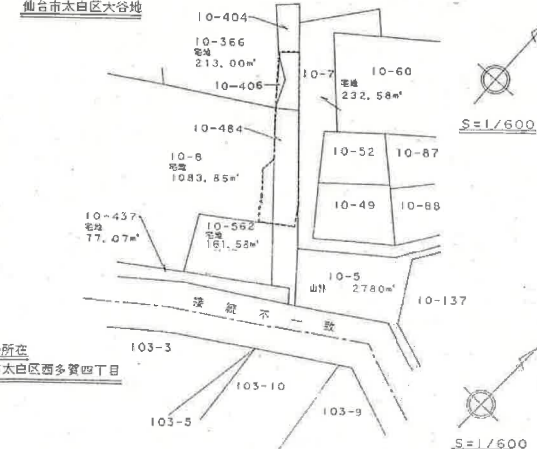 仙台市太白区大谷地
10-404
10-366
宅地
213.00㎡
10-406
10-7
宅地
232.58㎡
10-60
S=1/600
10-484
10-52
10-87
10-8
宅地
1083.85㎡
10-49
10-88
10-437
宅地
77.07㎡
10-562
宅地
161.58㎡
10-5
2780㎡
10-137
接続不一致
103-3
所在
太白区西多賀四丁目
103-10
103-5
103-9
S=1/600